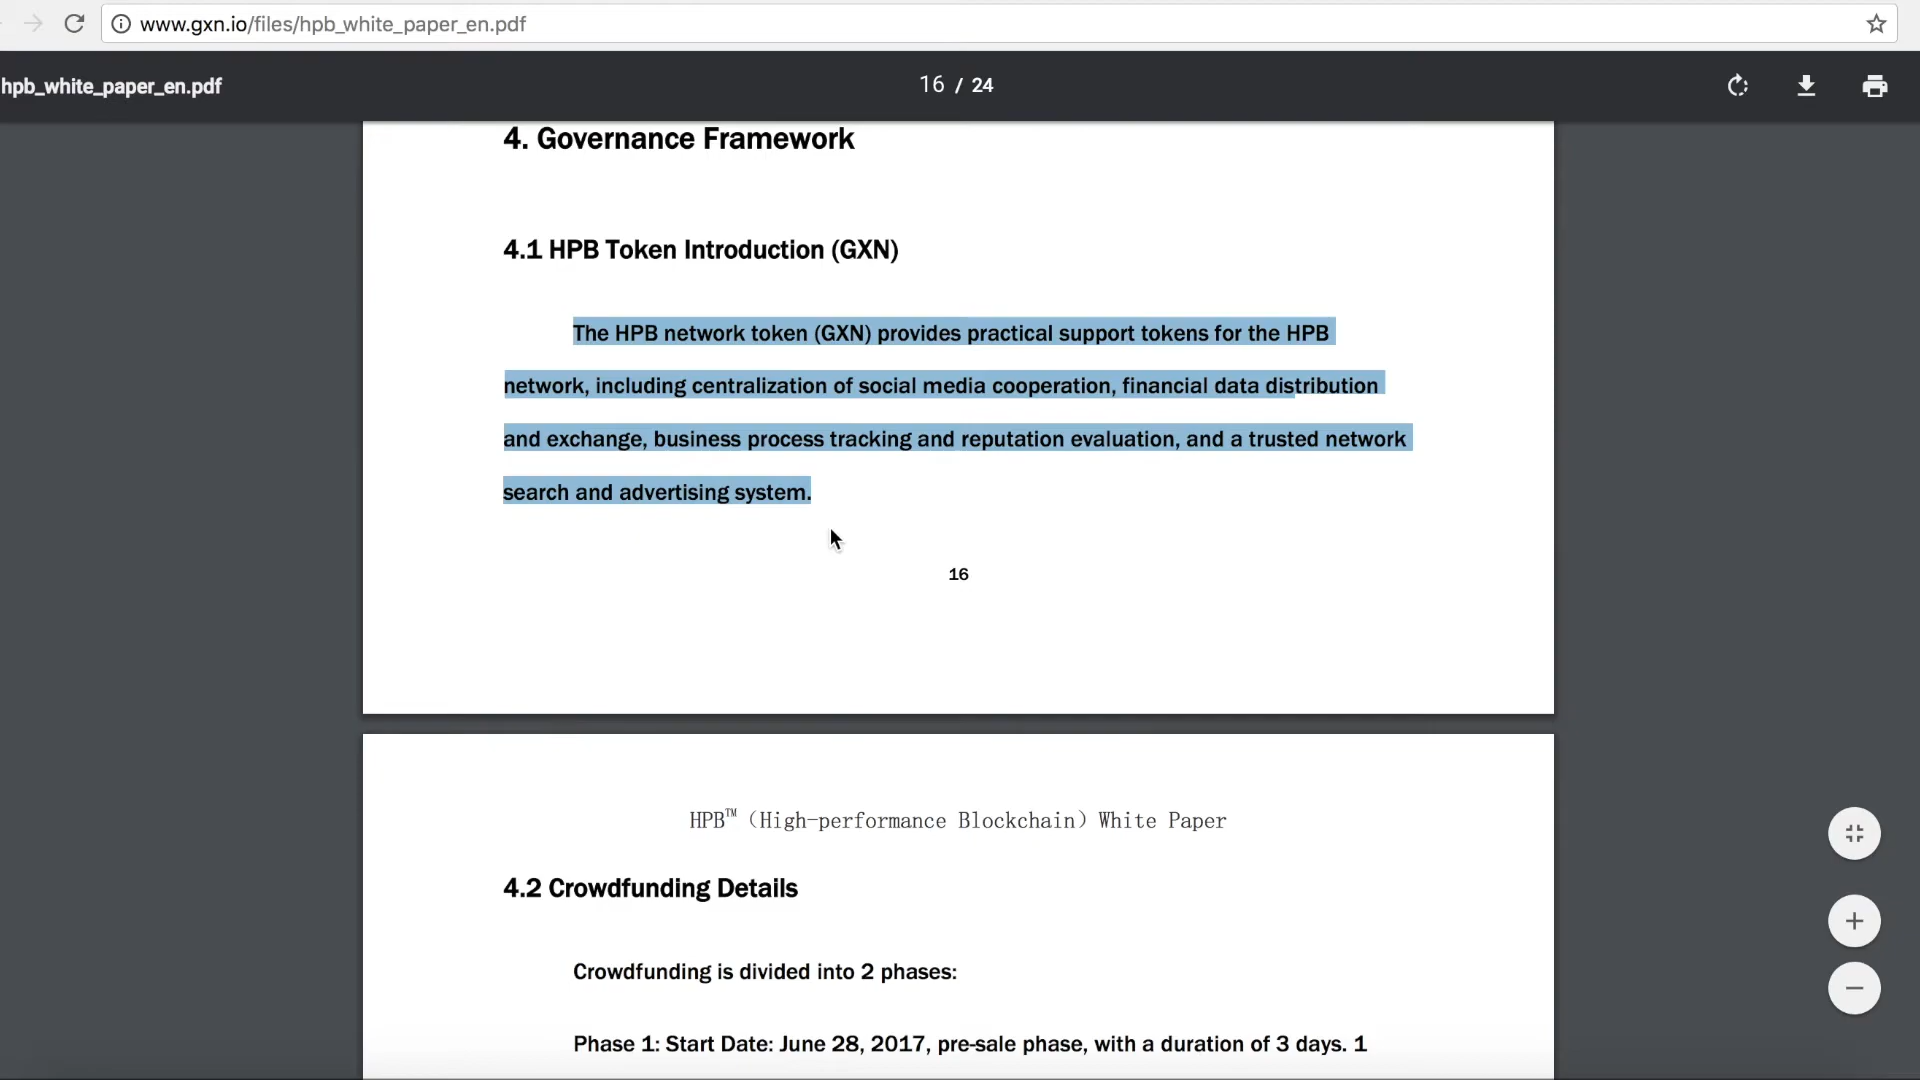 www.gxn.io/files/hpb_white_paper_en.pdf
hpb_white_paper_en.pdf
16 / 24
4. Governance Framework
4.1 HPB Token Introduction (GXN)
The HPB network token (GXN) provides practical support tokens for the HPB
network, including centralization of social media cooperation, financial data distribution
and exchange, business process tracking and reputation evaluation, and a trusted network
search and advertising system.
16
HPB™（High-performance Blockchain）White Paper
4.2 Crowdfunding Details
Crowdfunding is divided into 2 phases:
Phase 1: Start Date: June 28, 2017, pre-sale phase, with a duration of 3 days. 1